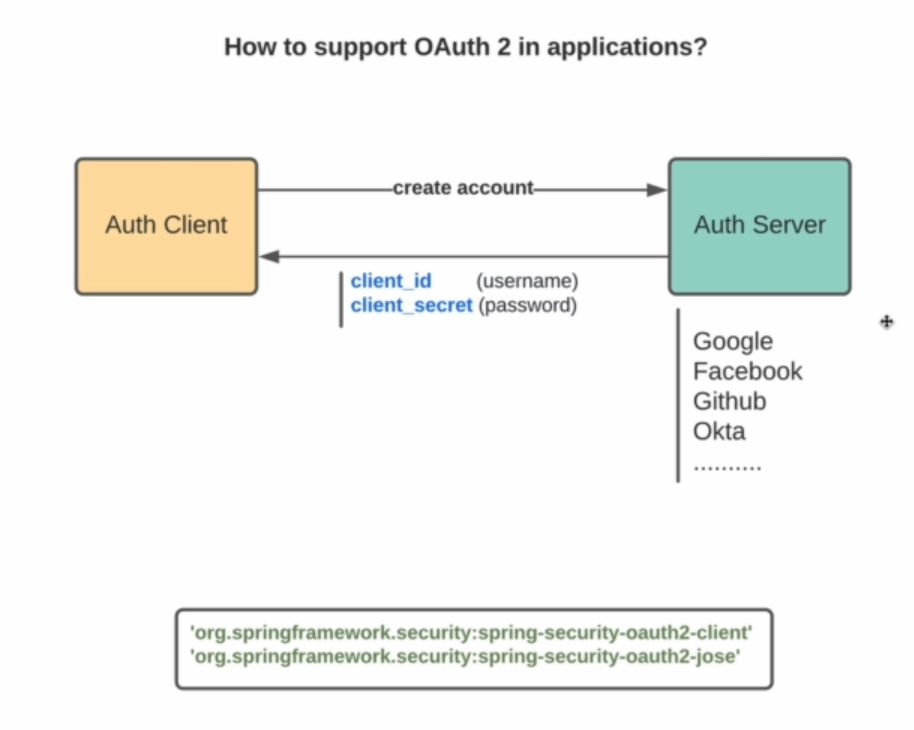 How to support OAuth 2 in applications?
Auth Client
create account
Auth Server
client_id (username)
client_secret (password)
Google
Facebook
Github
Okta
..........
'org.springframework.security:spring-security-oauth2-client'
'org.springframework.security:spring-security-oauth2-jose'